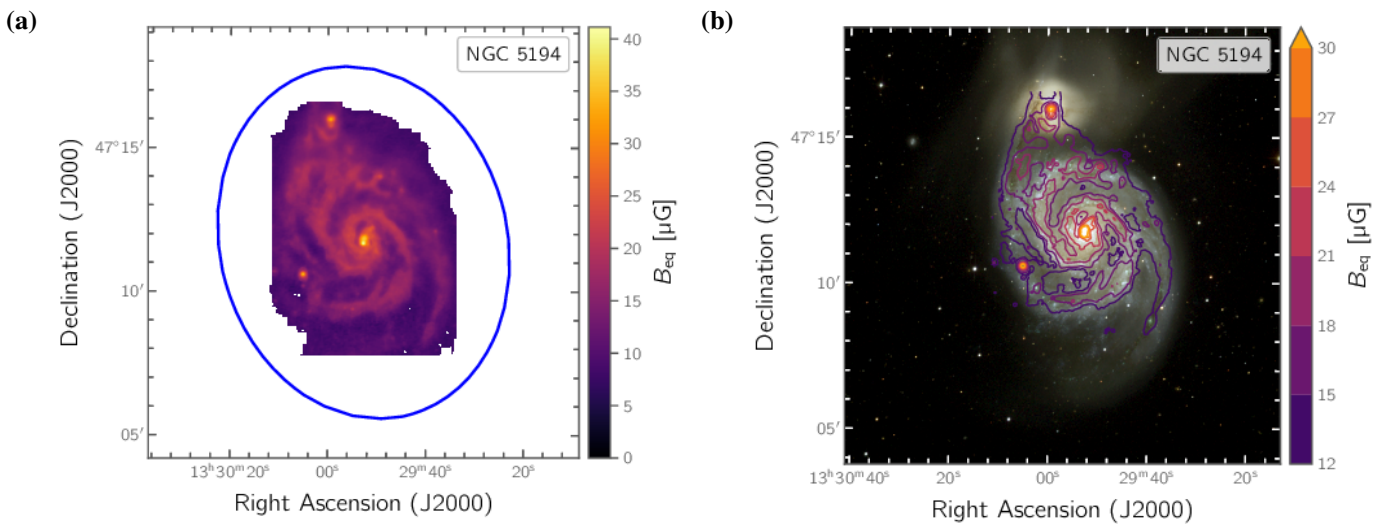 (a)
NGC 5194
47°15′
10′
05′
13ʰ30ᵐ20ˢ
00ˢ
29ᵐ40ˢ
20ˢ
Right Ascension (J2000)
Declination (J2000)
40
35
30
25
20
15
10
5
0
B_eq [µG]
(b)
NGC 5194
47°15′
10′
05′
13ʰ30ᵐ40ˢ
20ˢ
00ˢ
29ᵐ40ˢ
20ˢ
Right Ascension (J2000)
Declination (J2000)
30
27
24
21
18
15
12
B_eq [µG]